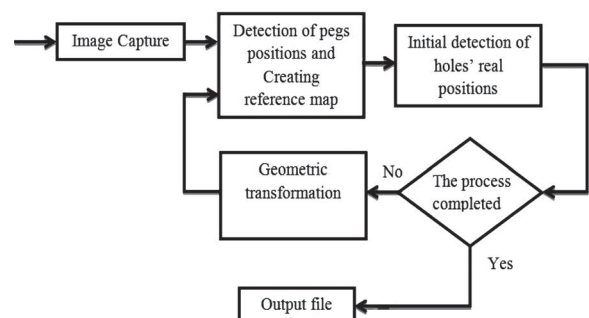 Image Capture
Detection of pegs
positions and
Creating
reference map
Initial detection of
holes' real
positions
Geometric
transformation
No
The process
completed
Yes
Output file